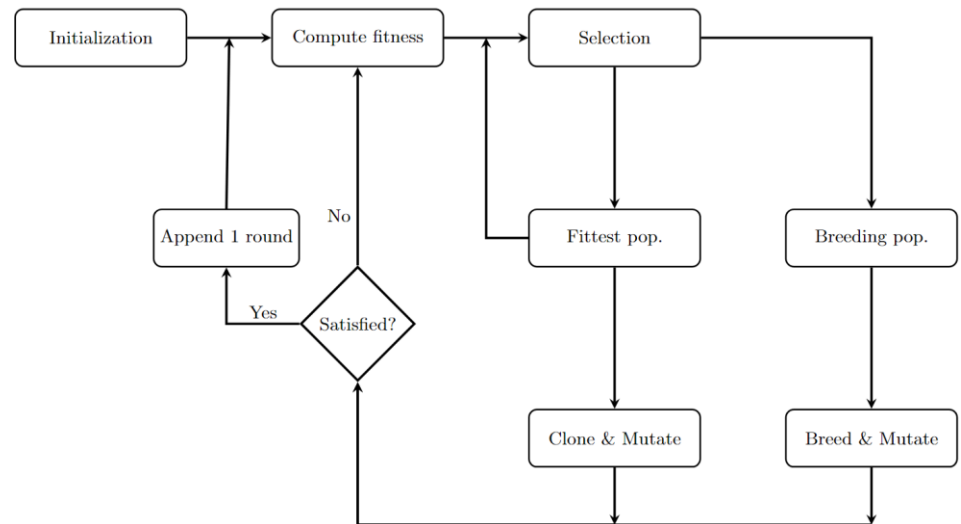 Initialization
Compute fitness
Selection
No
Append 1 round
Fittest pop.
Breeding pop.
Yes
Satisfied?
Clone & Mutate
Breed & Mutate